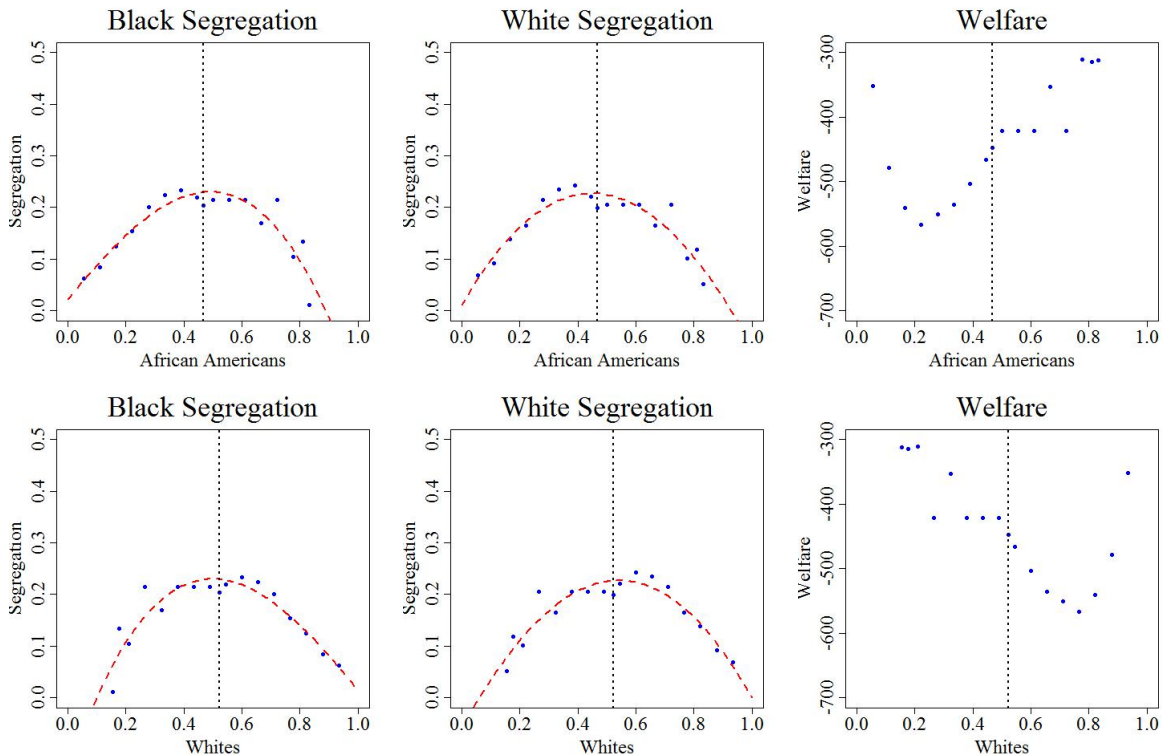 Black Segregation
White Segregation
Welfare
Segregation
0.0 0.1 0.2 0.3 0.4 0.5
0.0 0.2 0.4 0.6 0.8 1.0
African Americans
Segregation
0.0 0.1 0.2 0.3 0.4 0.5
0.0 0.2 0.4 0.6 0.8 1.0
African Americans
Welfare
-700 -600 -500 -400 -300
0.0 0.2 0.4 0.6 0.8 1.0
African Americans
Black Segregation
White Segregation
Welfare
Segregation
0.0 0.1 0.2 0.3 0.4 0.5
0.0 0.2 0.4 0.6 0.8 1.0
Whites
Segregation
0.0 0.1 0.2 0.3 0.4 0.5
0.0 0.2 0.4 0.6 0.8 1.0
Whites
Welfare
-700 -600 -500 -400 -300
0.0 0.2 0.4 0.6 0.8 1.0
Whites